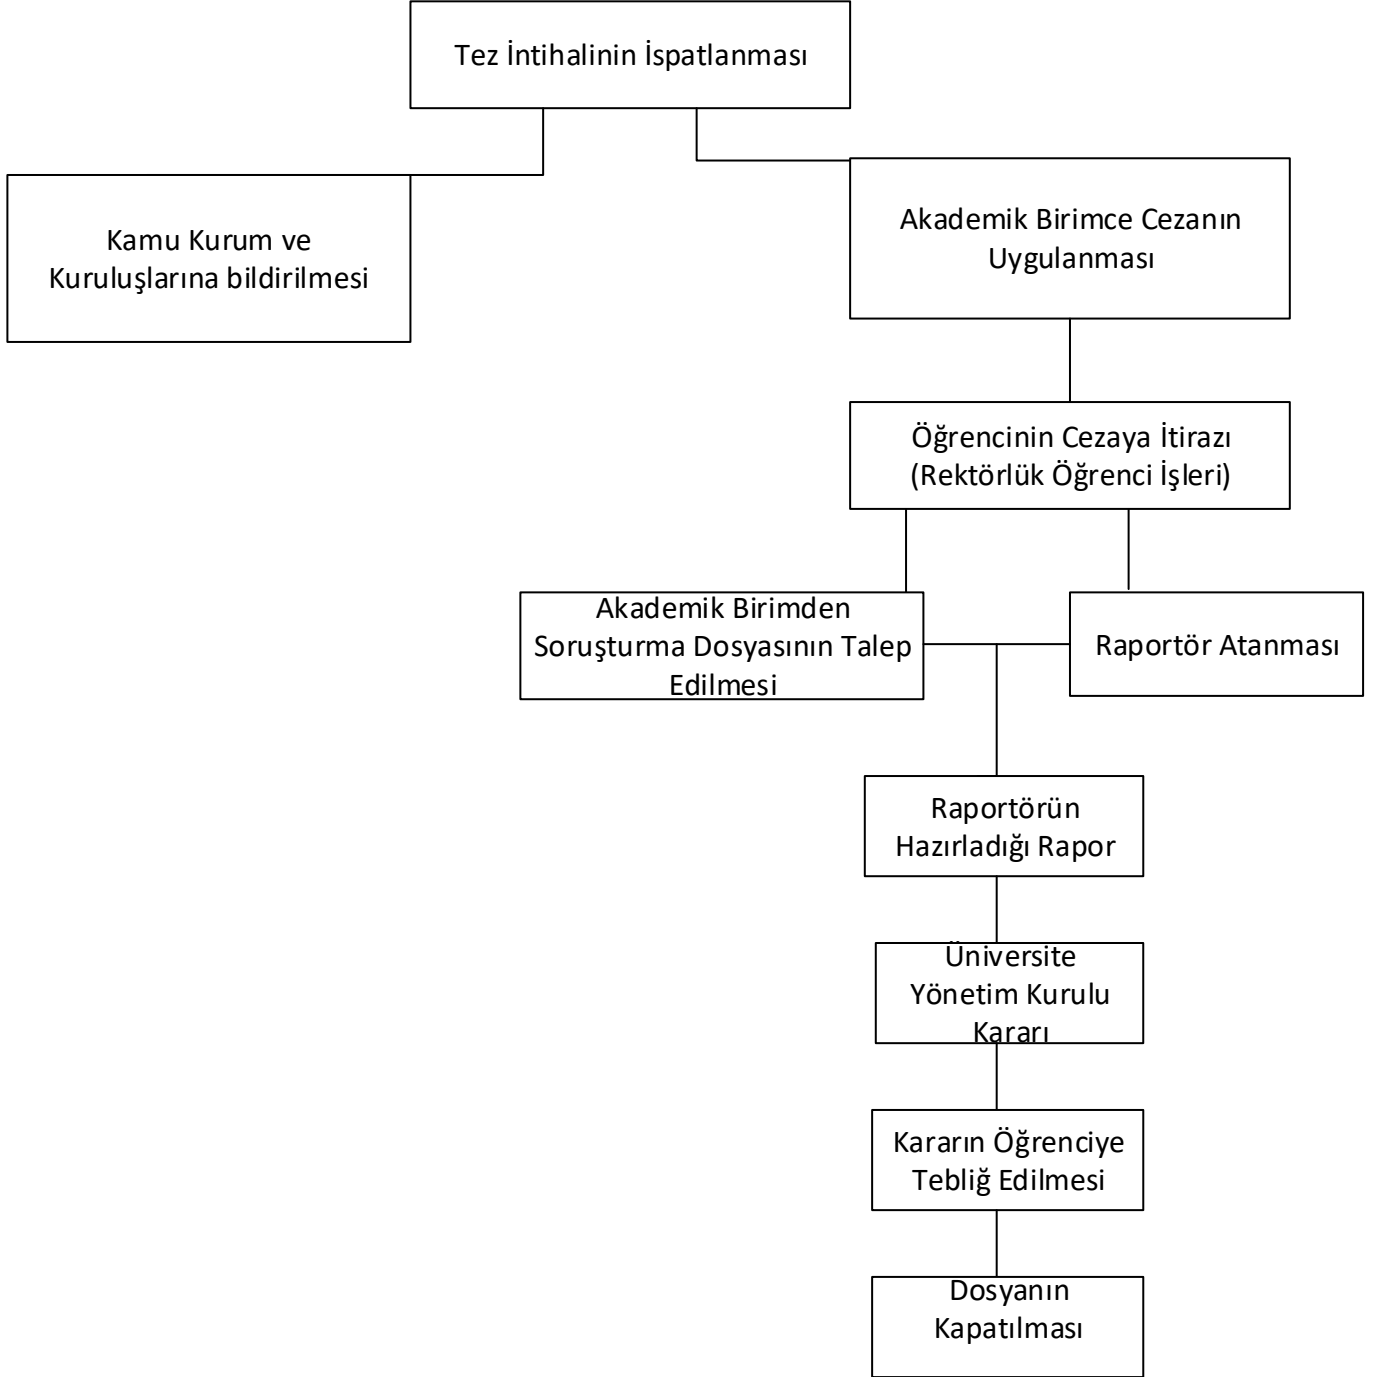 Tez İntihalinin İspatlanması
Kamu Kurum ve
Kuruluşlarına bildirilmesi
Akademik Birimce Cezanın
Uygulanması
Öğrencinin Cezaya İtirazı
(Rektörlük Öğrenci İşleri)
Akademik Birimden
Soruşturma Dosyasının Talep
Edilmesi
Raportör Atanması
Raportörün
Hazırladığı Rapor
Üniversite
Yönetim Kurulu
Kararı
Kararın Öğrenciye
Tebliğ Edilmesi
Dosyanın
Kapatılması